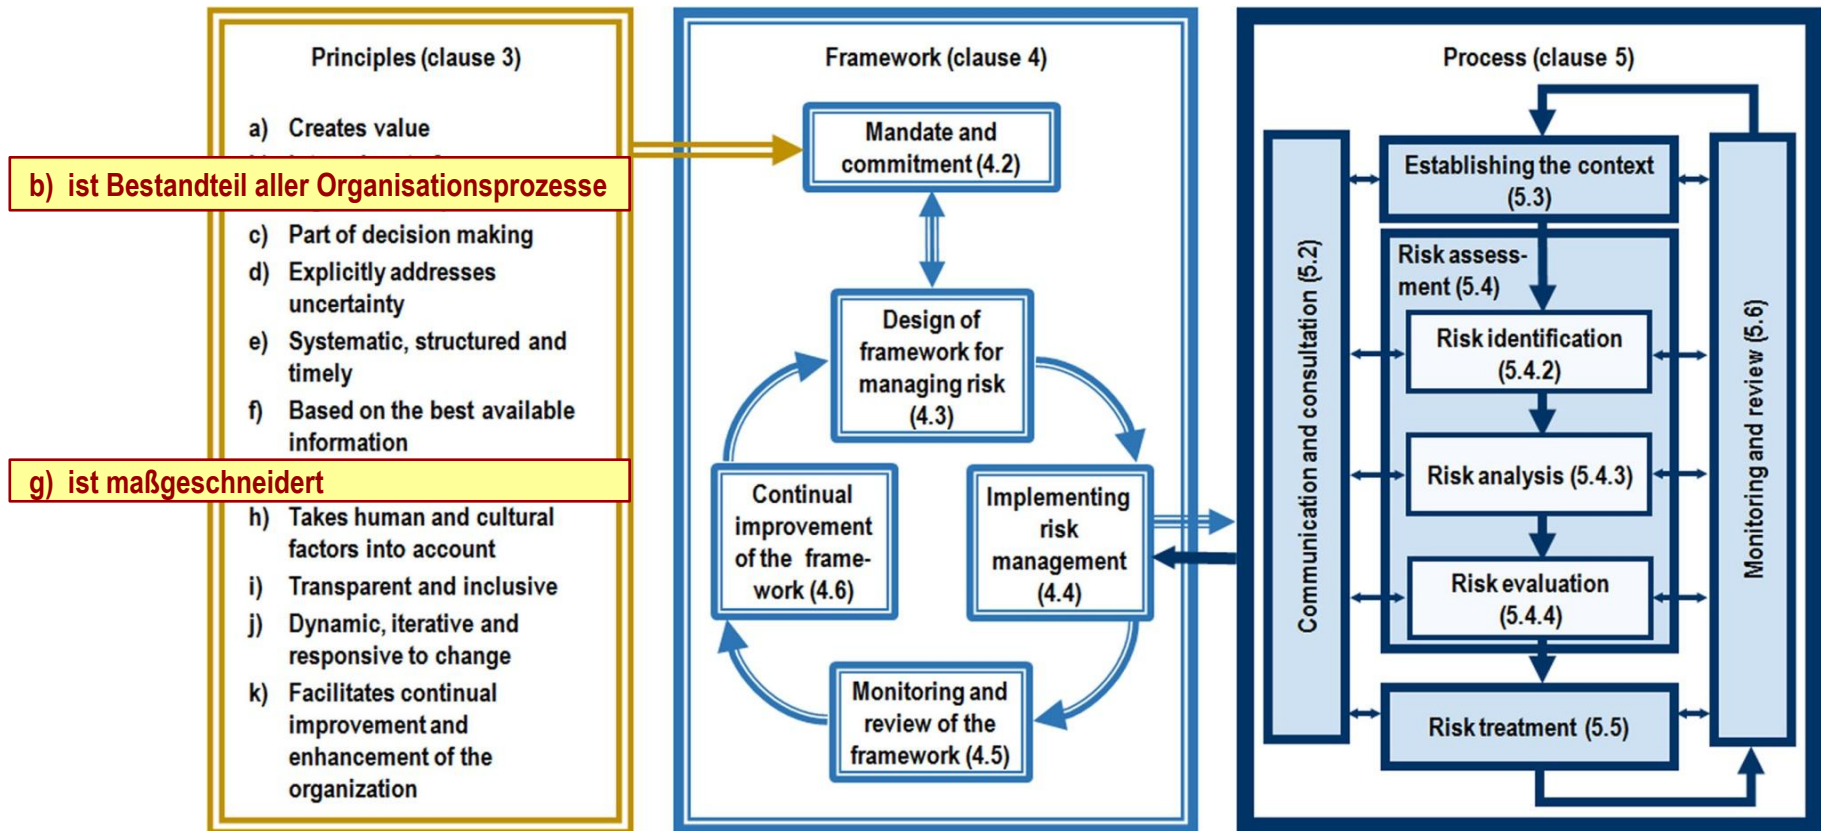 Principles (clause 3)
a) Creates value
b) ist Bestandteil aller Organisationsprozesse
c) Part of decision making
d) Explicitly addresses
uncertainty
e) Systematic, structured and
timely
f) Based on the best available
information
g) ist maßgeschneidert
h) Takes human and cultural
factors into account
i) Transparent and inclusive
j) Dynamic, iterative and
responsive to change
k) Facilitates continual
improvement and
enhancement of the
organization
Framework (clause 4)
Mandate and
commitment (4.2)
Design of
framework for
managing risk
(4.3)
Implementing
risk
management
(4.4)
Monitoring and
review of the
framework (4.5)
Continual
improvement
of the frame-
work (4.6)
Process (clause 5)
Communication and consultation (5.2)
Establishing the context
(5.3)
Risk assess-
ment (5.4)
Risk identification
(5.4.2)
Risk analysis (5.4.3)
Risk evaluation
(5.4.4)
Risk treatment (5.5)
Monitoring and review (5.6)